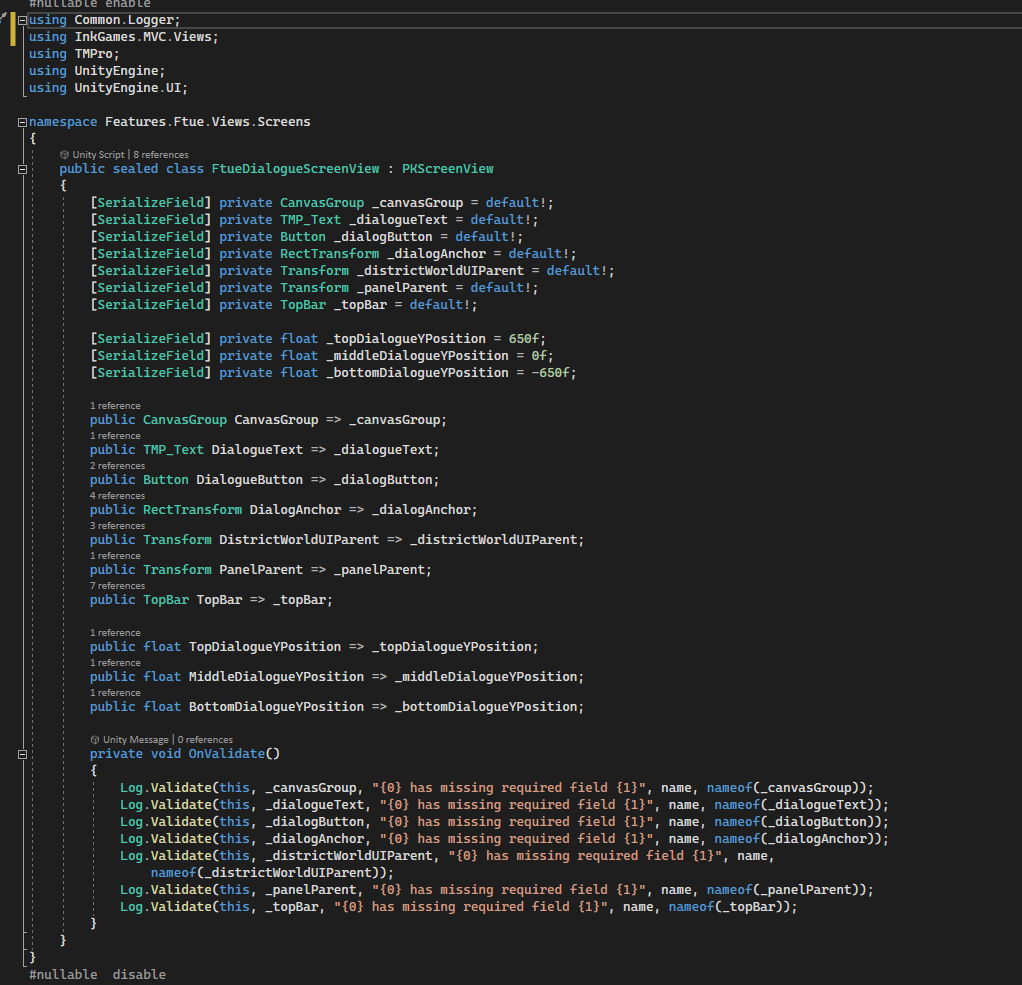 #nullable enable
using Common.Logger;
using InkGames.MVC.Views;
using TMPro;
using UnityEngine;
using UnityEngine.UI;
namespace Features.Ftue.Views.Screens
{
Unity Script | 8 references
public sealed class FtueDialogueScreenView : PKScreenView
{
[SerializeField] private CanvasGroup _canvasGroup = default!;
[SerializeField] private TMP_Text _dialogueText = default!;
[SerializeField] private Button _dialogButton = default!;
[SerializeField] private RectTransform _dialogAnchor = default!;
[SerializeField] private Transform _districtWorldUIParent = default!;
[SerializeField] private Transform _panelParent = default!;
[SerializeField] private TopBar _topBar = default!;
[SerializeField] private float _topDialogueYPosition = 650f;
[SerializeField] private float _middleDialogueYPosition = 0f;
[SerializeField] private float _bottomDialogueYPosition = -650f;
1 reference
public CanvasGroup CanvasGroup => _canvasGroup;
1 reference
public TMP_Text DialogueText => _dialogueText;
2 references
public Button DialogueButton => _dialogButton;
4 references
public RectTransform DialogAnchor => _dialogAnchor;
3 references
public Transform DistrictWorldUIParent => _districtWorldUIParent;
1 reference
public Transform PanelParent => _panelParent;
7 references
public TopBar TopBar => _topBar;
1 reference
public float TopDialogueYPosition => _topDialogueYPosition;
1 reference
public float MiddleDialogueYPosition => _middleDialogueYPosition;
1 reference
public float BottomDialogueYPosition => _bottomDialogueYPosition;
Unity Message | 0 references
private void OnValidate()
{
Log.Validate(this, _canvasGroup, "{0} has missing required field {1}", name, nameof(_canvasGroup));
Log.Validate(this, _dialogueText, "{0} has missing required field {1}", name, nameof(_dialogueText));
Log.Validate(this, _dialogButton, "{0} has missing required field {1}", name, nameof(_dialogButton));
Log.Validate(this, _dialogAnchor, "{0} has missing required field {1}", name, nameof(_dialogAnchor));
Log.Validate(this, _districtWorldUIParent, "{0} has missing required field {1}", name,
nameof(_districtWorldUIParent));
Log.Validate(this, _panelParent, "{0} has missing required field {1}", name, nameof(_panelParent));
Log.Validate(this, _topBar, "{0} has missing required field {1}", name, nameof(_topBar));
}
}
}
#nullable  disable